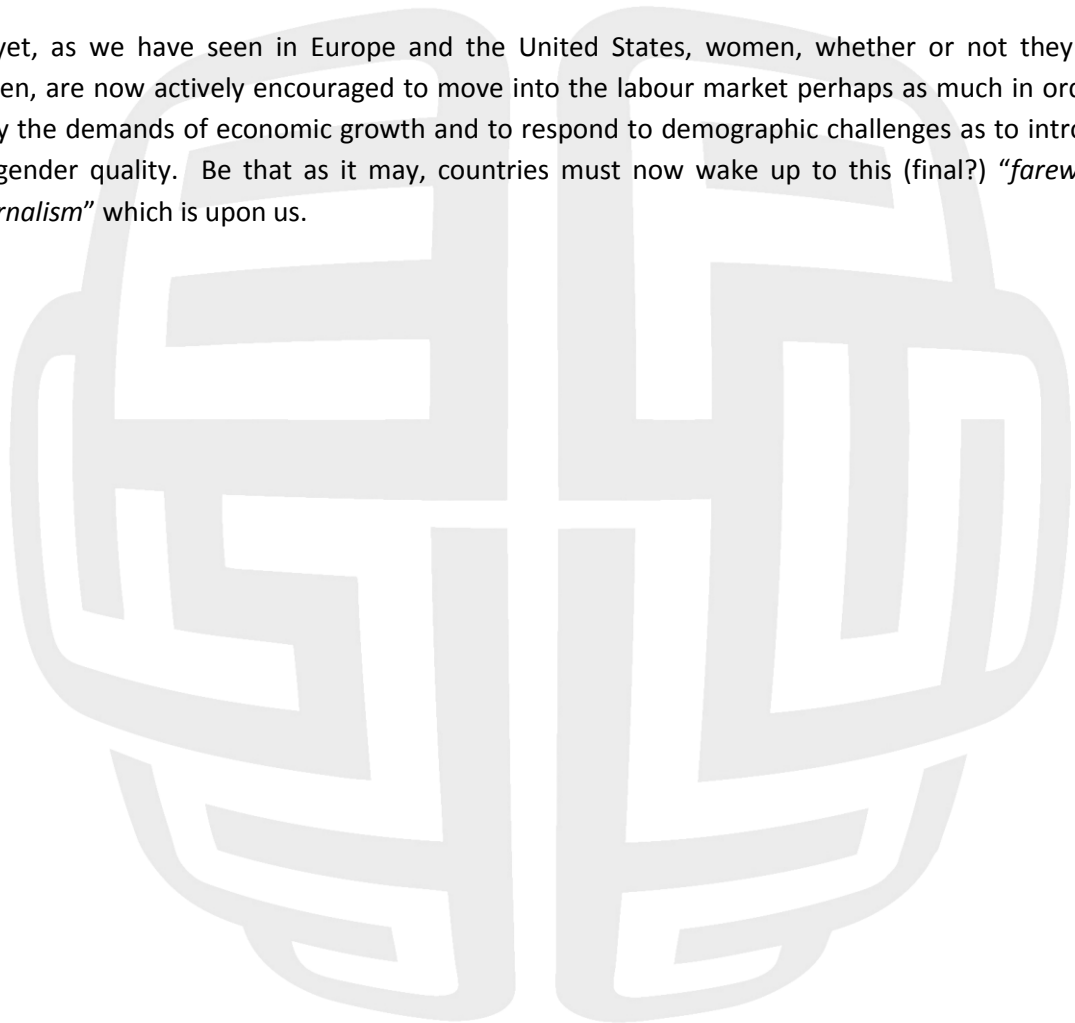 yet, as we have seen in Europe and the United States, women, whether or not they
en, are now actively encouraged to move into the labour market perhaps as much in ord
y the demands of economic growth and to respond to demographic challenges as to intro
gender quality. Be that as it may, countries must now wake up to this (final?) “farew
rnalism” which is upon us.